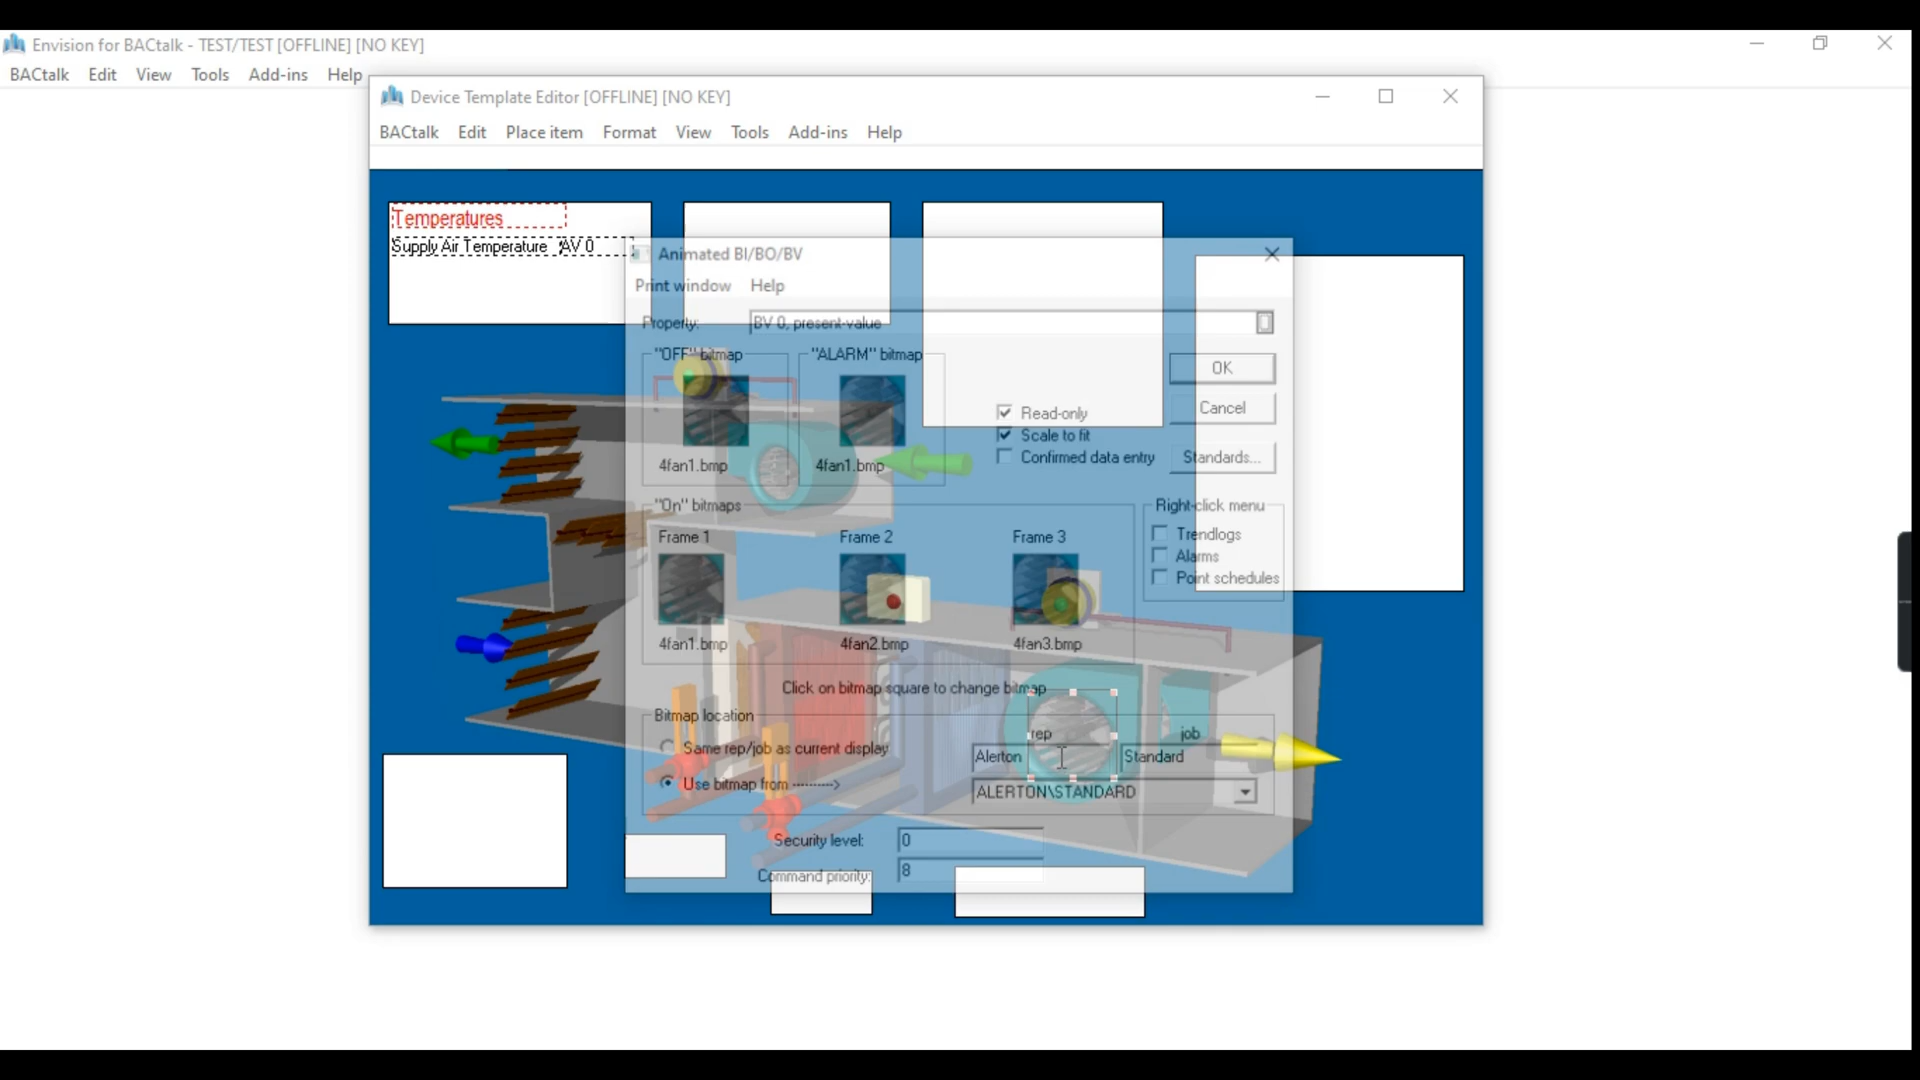 Envision for BACtalk - TEST/TEST [OFFLINE] [NO KEY]
BACtalk Edit View Tools Add-ins Help
Device Template Editor [OFFLINE] [NO KEY]
BACtalk Edit Place item Format View Tools Add-ins Help
Temperatures
Supply Air Temperature AV 0
Animated BI/BO/BV
Print window Help
Property: BV 0, present-value
"OFF" bitmap "ALARM" bitmap
OK
Cancel
Read-only
Scale to fit
Confirmed data entry
Standards...
4fan1.bmp 4fan1.bmp
"On" bitmaps
Right-click menu
Frame 1 Frame 2 Frame 3
Trendlogs
Alarms
Point schedules
4fan1.bmp 4fan2.bmp 4fan3.bmp
Click on bitmap square to change bitmap
Bitmap location
rep job
Same rep/job as current display
Alerton Standard
Use bitmap from ---------->
ALERTON\STANDARD
Security level: 0
Command priority: 8